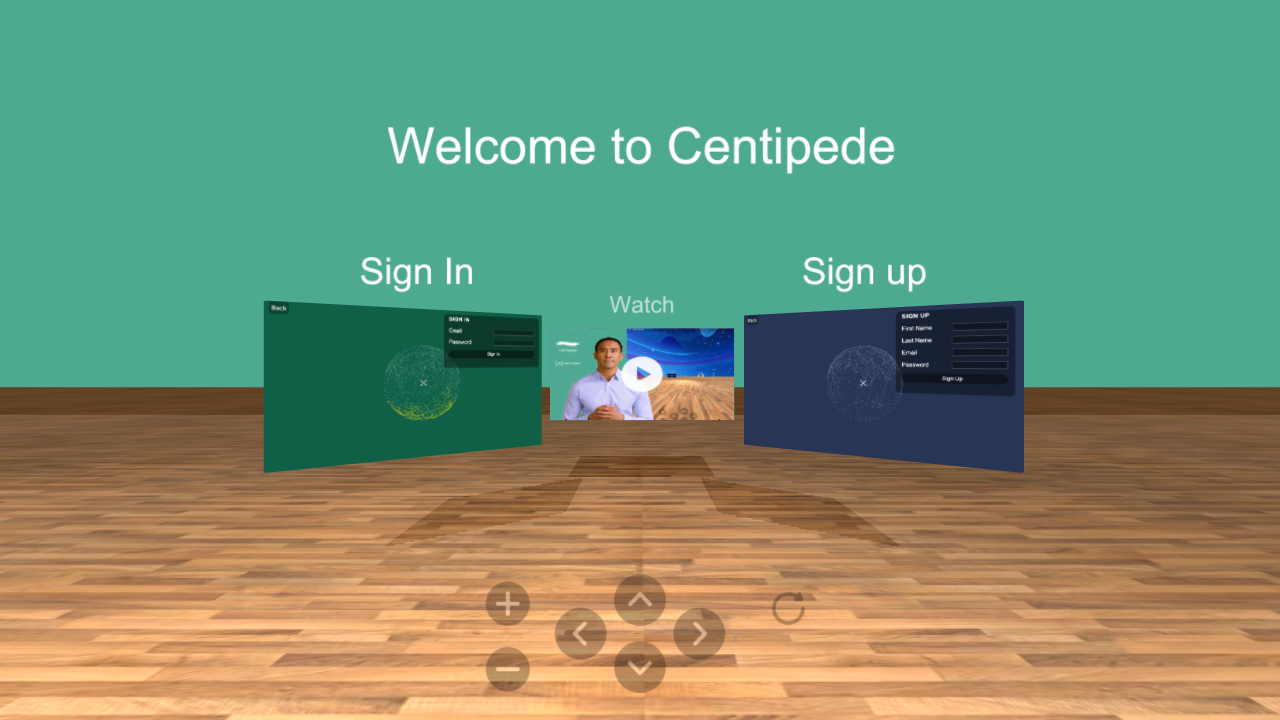 Welcome to Centipede
Sign In
Sign up
Watch
Back
SIGN IN
Email
Password
Sign In
Back
SIGN UP
First Name
Last Name
Email
Password
Sign Up